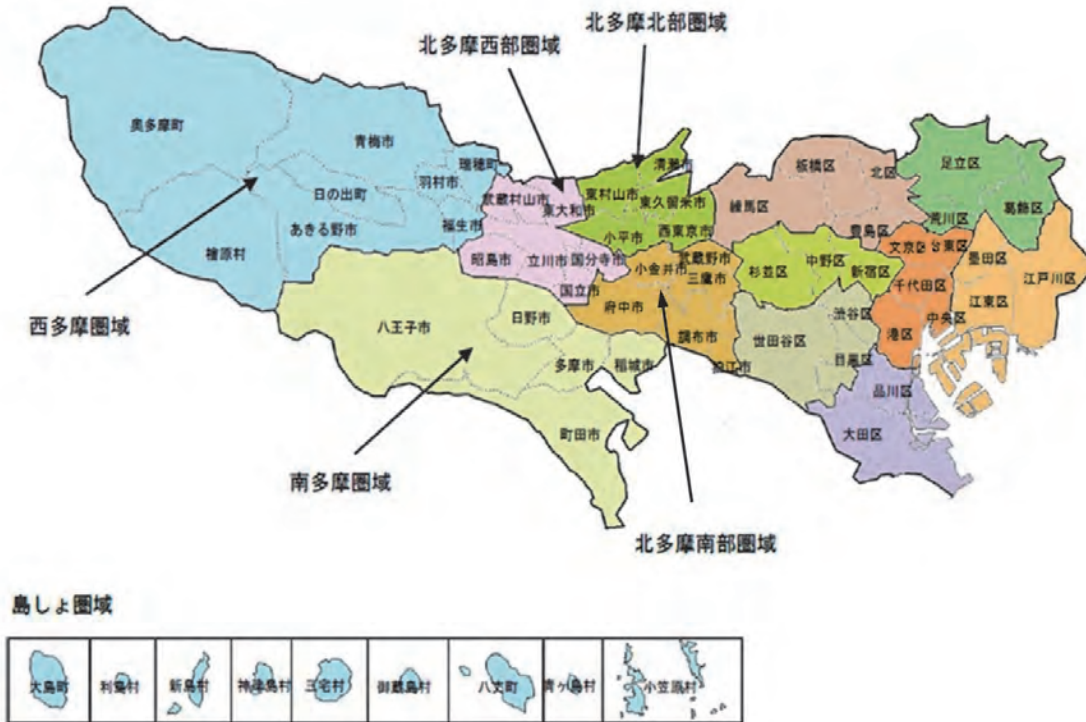 北多摩北部圏域
北多摩西部圏域
奥多摩町
青梅市
瑞穂町
羽村市
日の出町
あきる野市
福生市
檜原村
西多摩圏域
武蔵村山市
東大和市
昭島市
立川市
国分寺市
国立市
清瀬市
東村山市
東久留米市
小平市
西東京市
武蔵野市
小金井市
三鷹市
府中市
調布市
狛江市
八王子市
日野市
多摩市
稲城市
町田市
南多摩圏域
北多摩南部圏域
板橋区
北区
練馬区
豊島区
足立区
葛飾区
荒川区
杉並区
中野区
新宿区
文京区
台東区
千代田区
中央区
港区
墨田区
江東区
江戸川区
渋谷区
世田谷区
目黒区
品川区
大田区
島しょ圏域
大島町
利島村
新島村
神津島村
三宅村
御蔵島村
八丈町
青ヶ島村
小笠原村